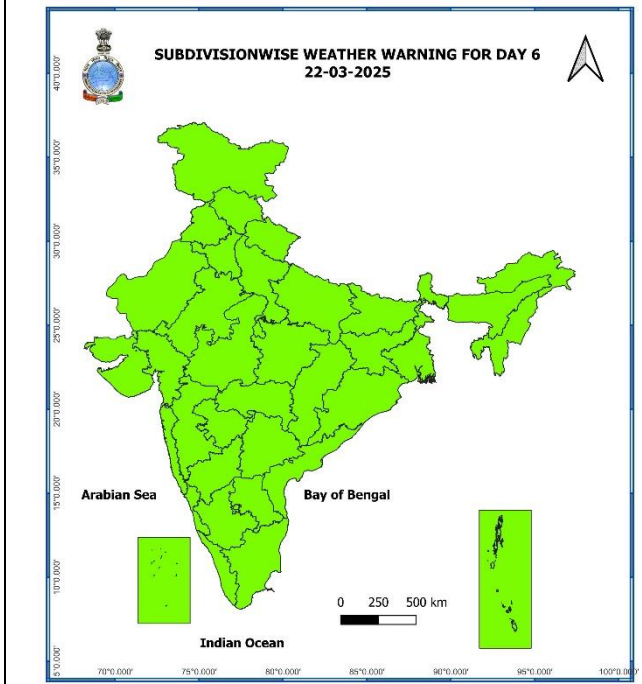 SUBDIVISIONWISE WEATHER WARNING FOR DAY 6
22-03-2025
40°0.000'
35°0.000'
30°0.000'
25°0.000'
20°0.000'
15°0.000'
10°0.000'
5°0.000'
Arabian Sea
Bay of Bengal
0 250 500 km
Indian Ocean
70°0.000' 75°0.000' 80°0.000' 85°0.000' 90°0.000' 95°0.000' 100°0.000'